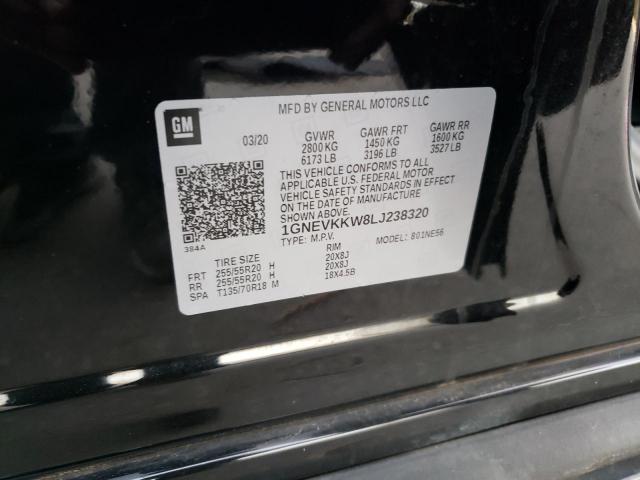 MFD BY GENERAL MOTORS LLC
GM
03/20 GVWR GAWR FRT GAWR RR
2800 KG 1450 KG 1600 KG
6173 LB 3196 LB 3527 LB
THIS VEHICLE CONFORMS TO ALL
APPLICABLE U.S. FEDERAL MOTOR
VEHICLE SAFETY STANDARDS IN EFFECT
ON THE DATE OF MANUFACTURE SHOWN ABOVE.
1GNEVKKW8LJ238320
TYPE: M.P.V. MODEL: 801NE56
384A
TIRE SIZE RIM
FRT 255/55R20 H 20X8J
RR 255/55R20 H 20X8J
SPA T135/70R18 M 18X4.5B